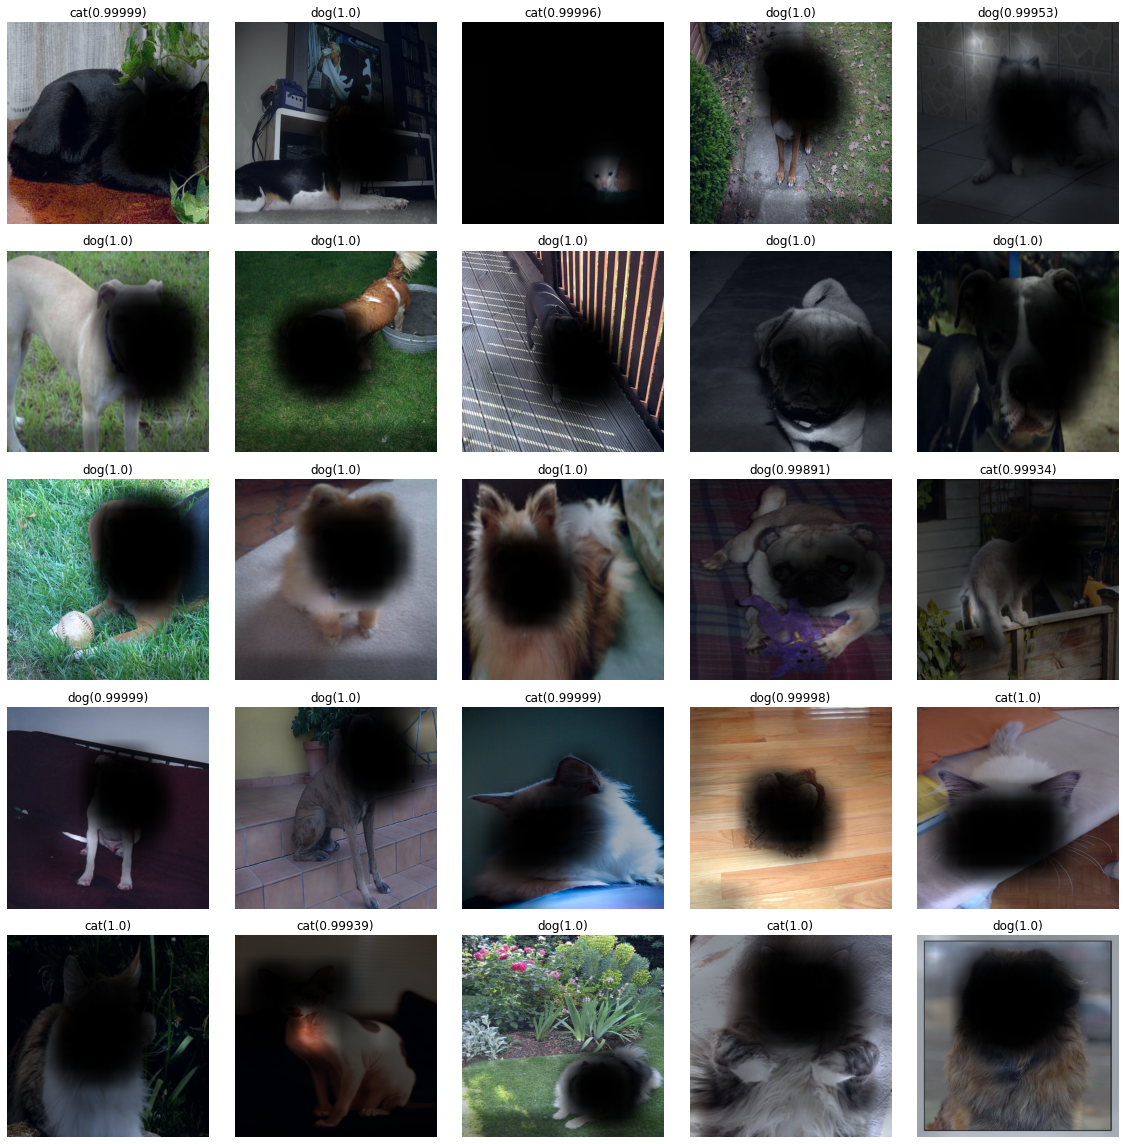 cat(0.99999) dog(1.0) cat(0.99996) dog(1.0) dog(0.99953)
dog(1.0) dog(1.0) dog(1.0) dog(1.0) dog(1.0)
dog(1.0) dog(1.0) dog(1.0) dog(0.99891) cat(0.99934)
dog(0.99999) dog(1.0) cat(0.99999) dog(0.99998) cat(1.0)
cat(1.0) cat(0.99939) dog(1.0) cat(1.0) dog(1.0)